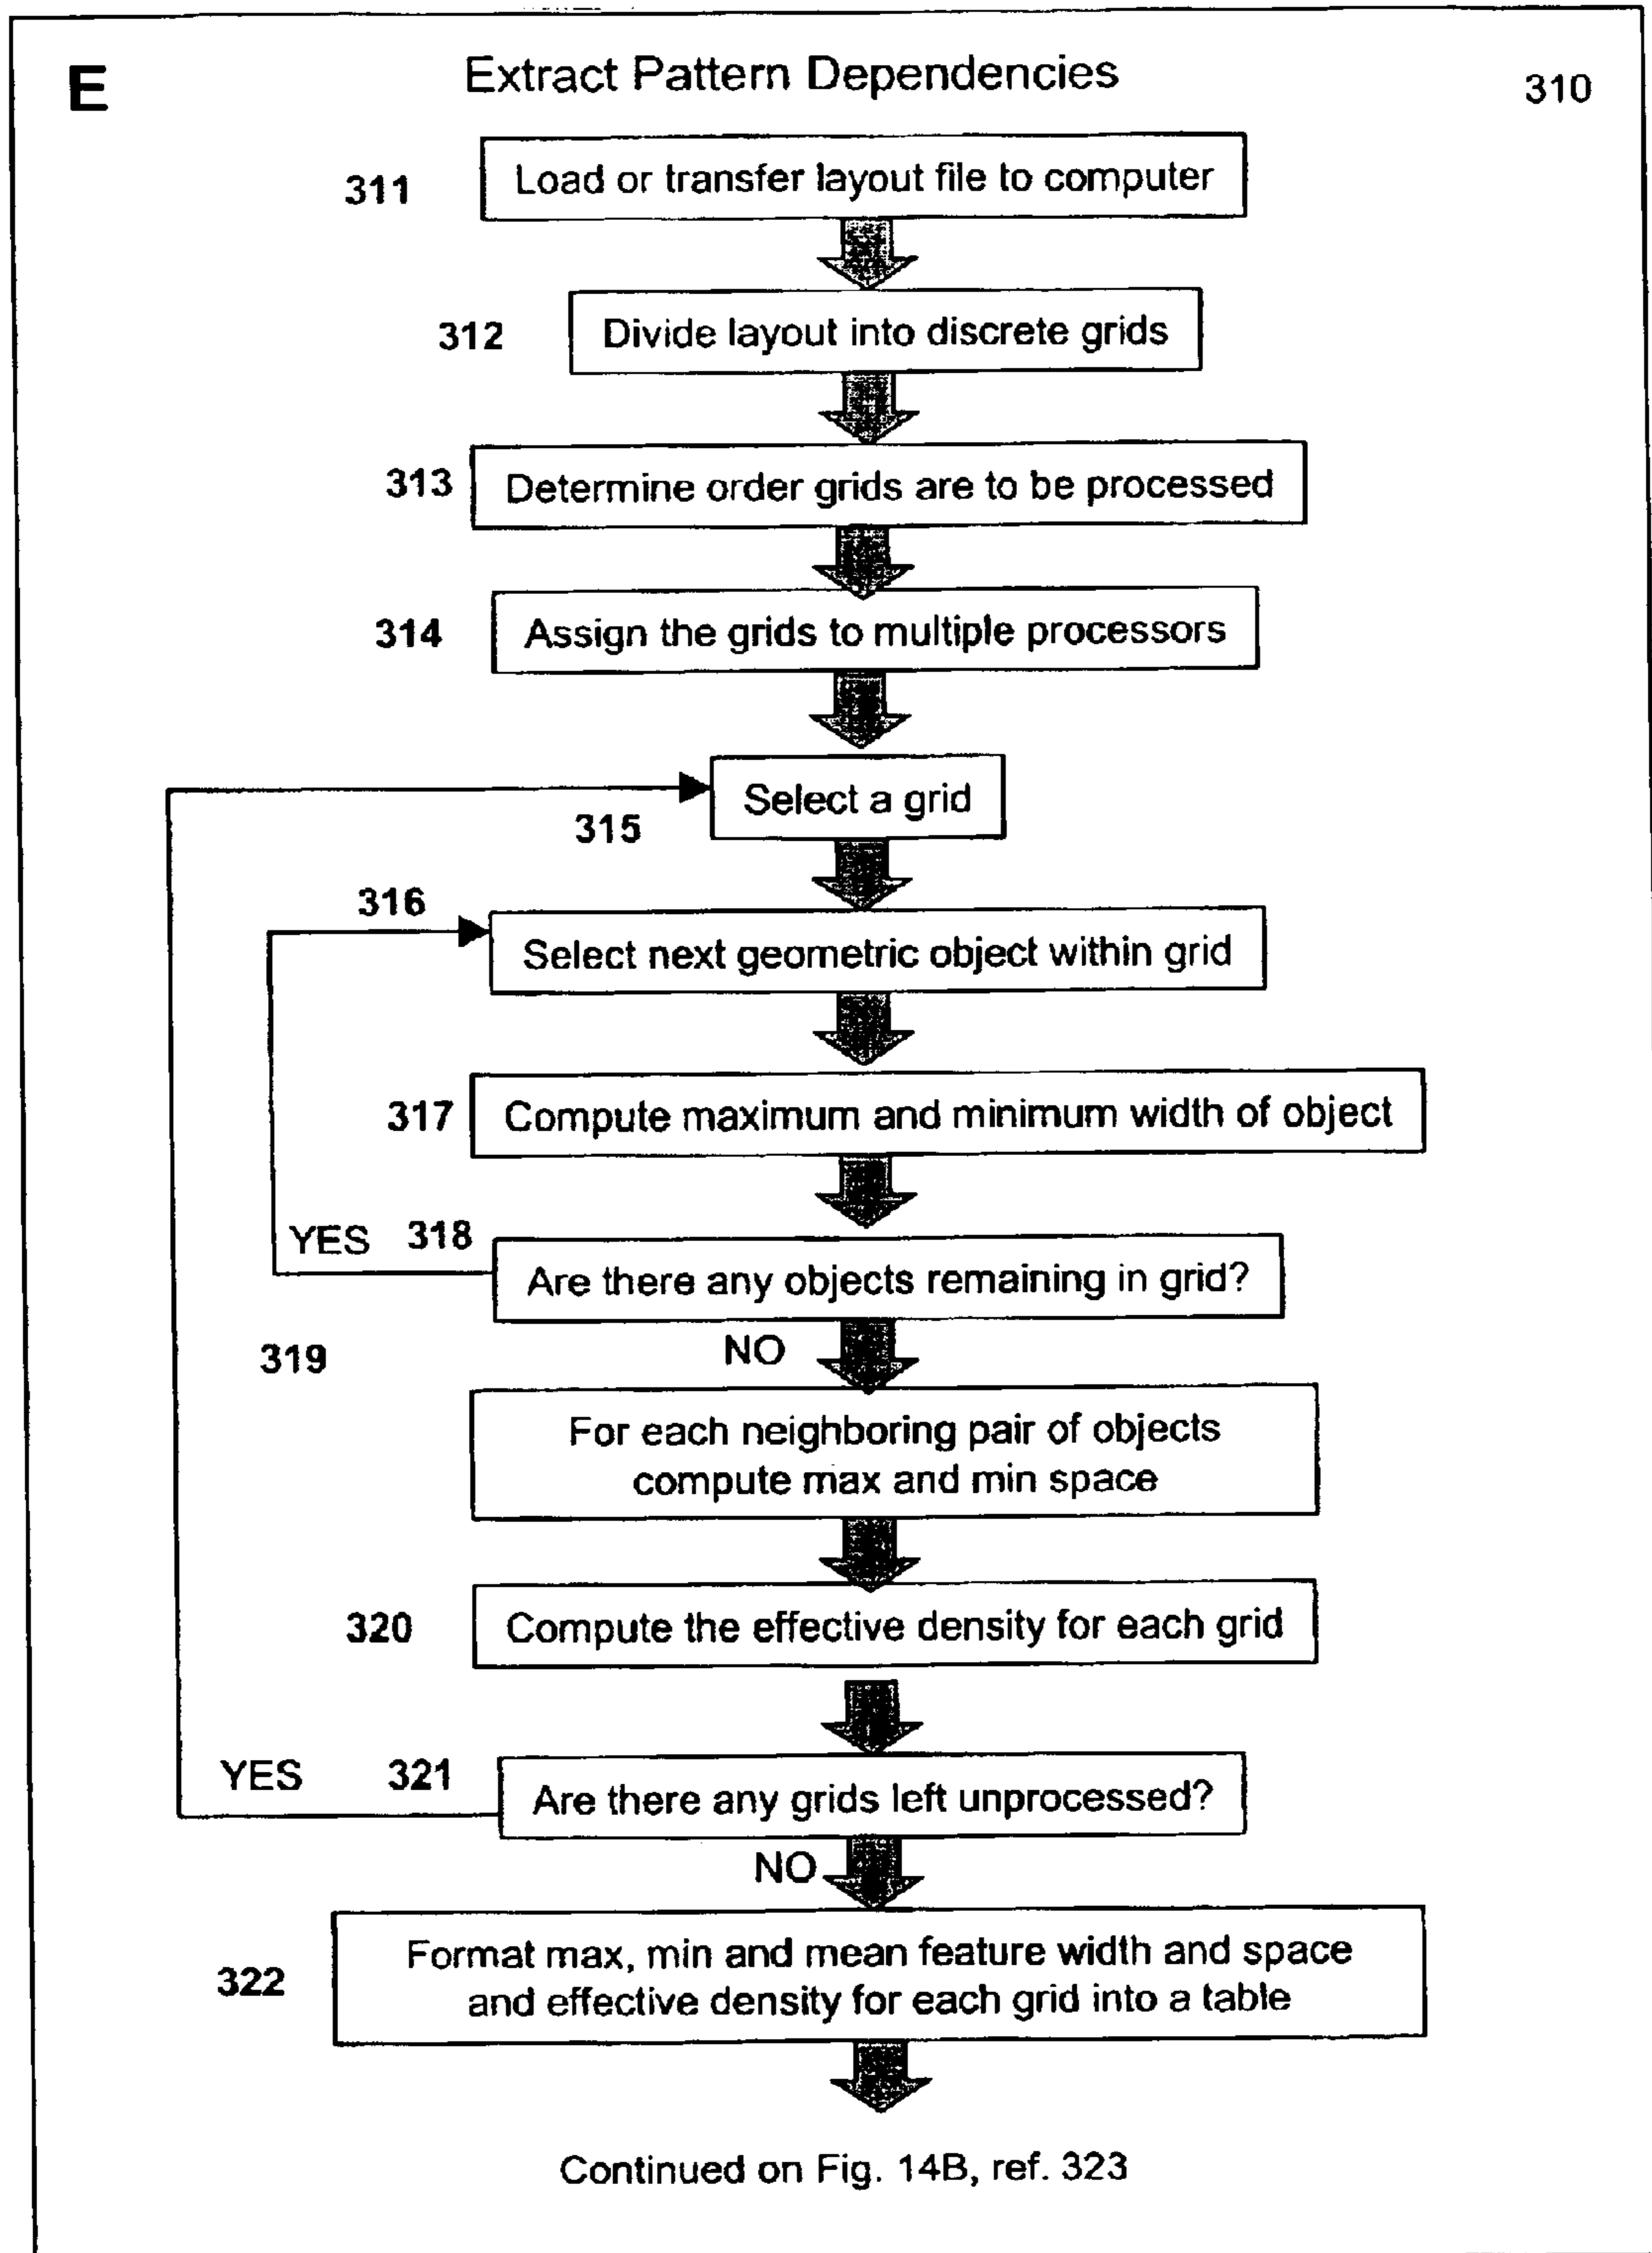 E
Extract Pattern Dependencies
310
311
Load or transfer layout file to computer
312
Divide layout into discrete grids
313
Determine order grids are to be processed
314
Assign the grids to multiple processors
Select a grid
315
316
Select next geometric object within grid
317
Compute maximum and minimum width of object
YES
318
Are there any objects remaining in grid?
NO
319
For each neighboring pair of objects
compute max and min space
320
Compute the effective density for each grid
YES
321
Are there any grids left unprocessed?
NO
322
Format max, min and mean feature width and space
and effective density for each grid into a table
Continued on Fig. 14B, ref. 323